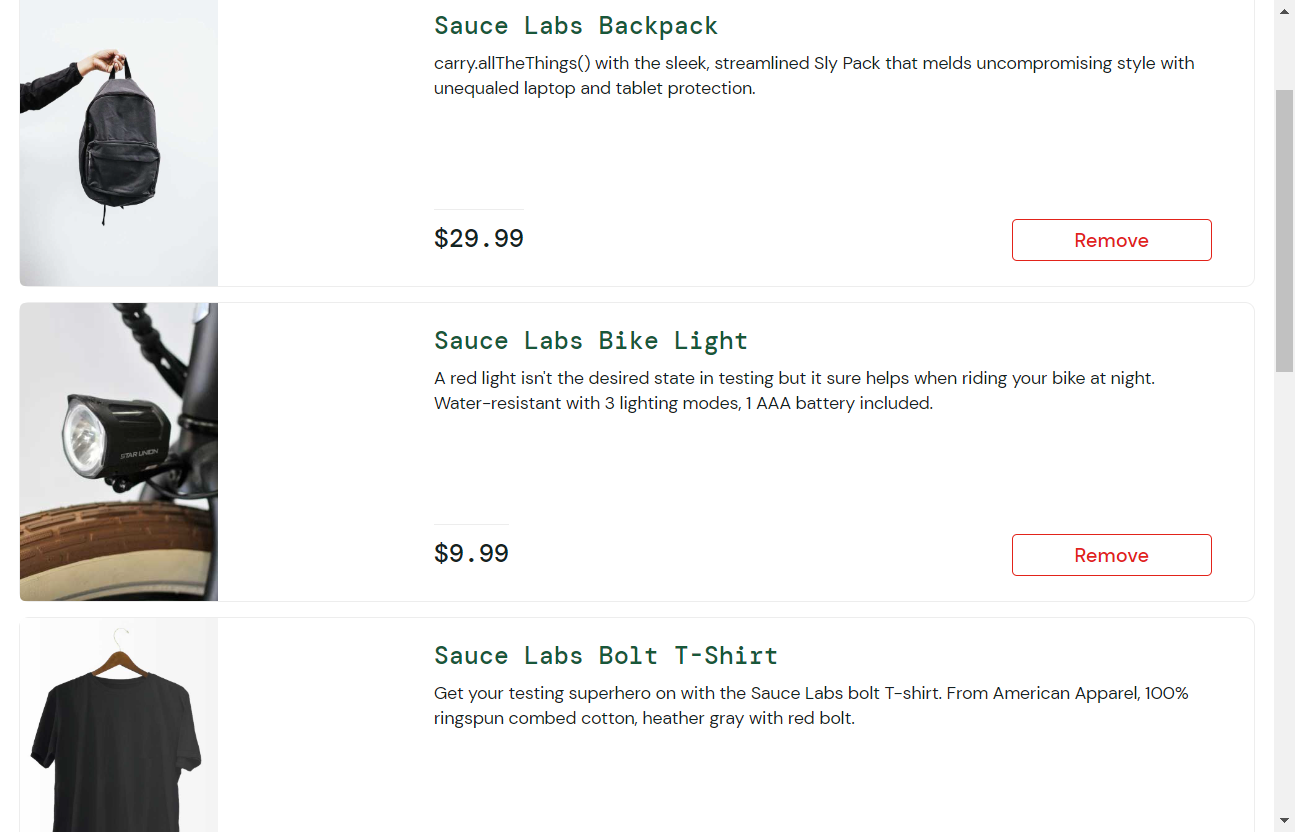 Sauce Labs Backpack
carry.allTheThings() with the sleek, streamlined Sly Pack that melds uncompromising style with
unequaled laptop and tablet protection.
$29.99
Remove
Sauce Labs Bike Light
A red light isn't the desired state in testing but it sure helps when riding your bike at night.
Water-resistant with 3 lighting modes, 1 AAA battery included.
STAR UNION
$9.99
Remove
Sauce Labs Bolt T-Shirt
Get your testing superhero on with the Sauce Labs bolt T-shirt. From American Apparel, 100%
ringspun combed cotton, heather gray with red bolt.